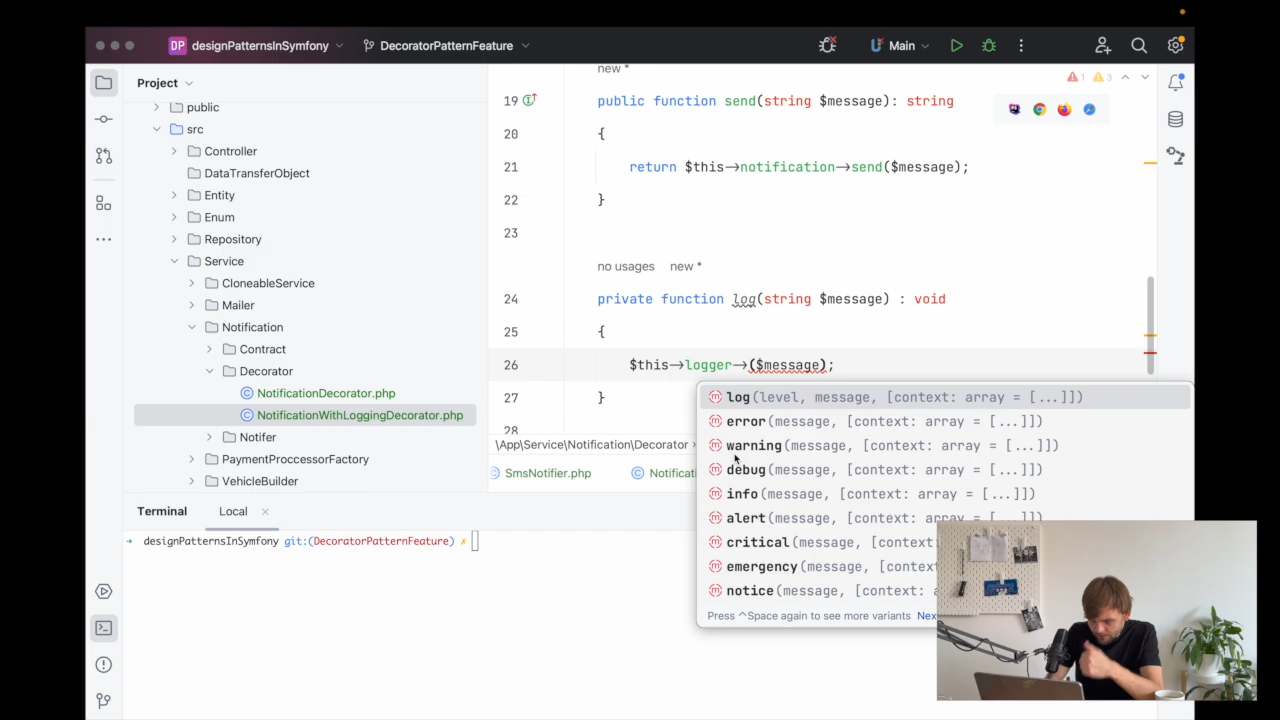 DP designPatternsInSymfony DecoratorPatternFeature Main
Project
public
src
Controller
DataTransferObject
Entity
Enum
Repository
Service
CloneableService
Mailer
Notification
Contract
Decorator
NotificationDecorator.php
NotificationWithLoggingDecorator.php
Notifer
PaymentProccessorFactory
VehicleBuilder
new *
1 3
19 public function send(string $message): string
20 {
21 return $this->notification->send($message);
22 }
23
no usages new *
24 private function log(string $message) : void
25 {
26 $this->logger->($message);
27 }
28
log(level, message, [context: array = [...]])
error(message, [context: array = [...]])
warning(message, [context: array = [...]])
debug(message, [context: array = [...]])
info(message, [context: array = [...]])
alert(message, [context: array = [...]])
critical(message, [context:
emergency(message, [context:
notice(message, [context:
Press ^Space again to see more variants
\App\Service\Notification\Decorator ›
SmsNotifier.php
Terminal Local
designPatternsInSymfony git:(DecoratorPatternFeature) ✗